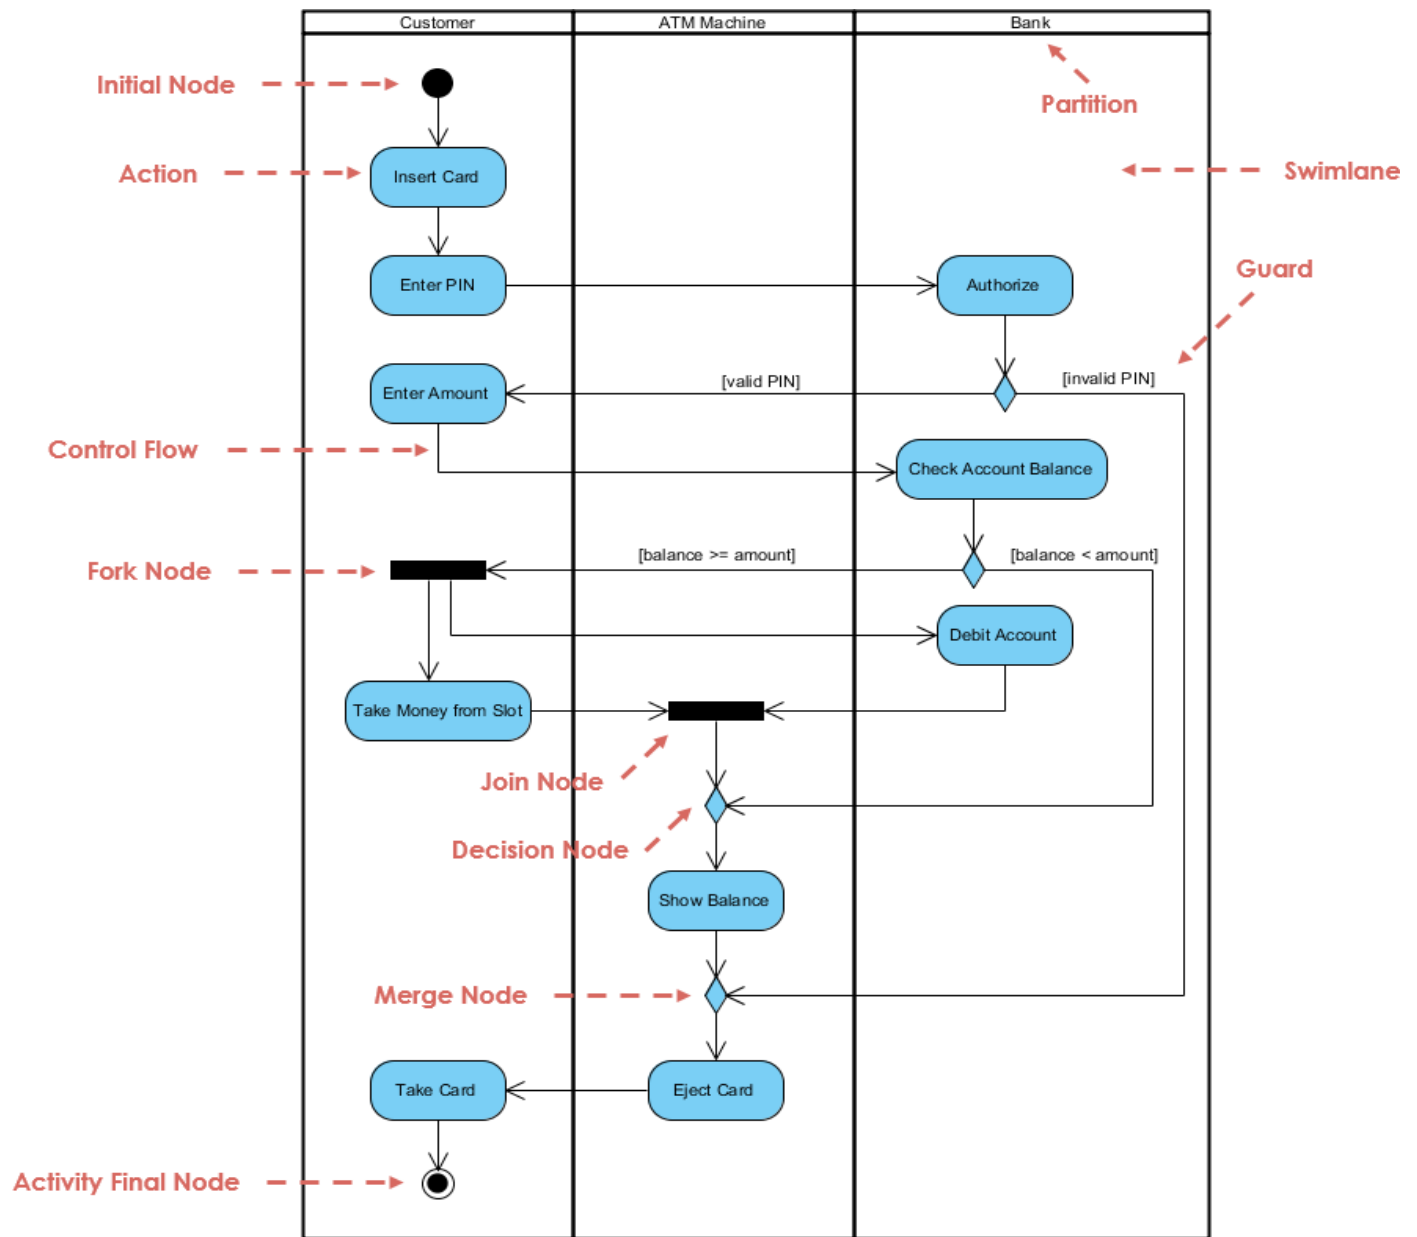 Customer
ATM Machine
Bank
Initial Node
Partition
Action
Insert Card
Swimlane
Guard
Enter PIN
Authorize
[valid PIN]
[invalid PIN]
Enter Amount
Control Flow
Check Account Balance
[balance >= amount]
[balance < amount]
Fork Node
Debit Account
Take Money from Slot
Join Node
Decision Node
Show Balance
Merge Node
Take Card
Eject Card
Activity Final Node